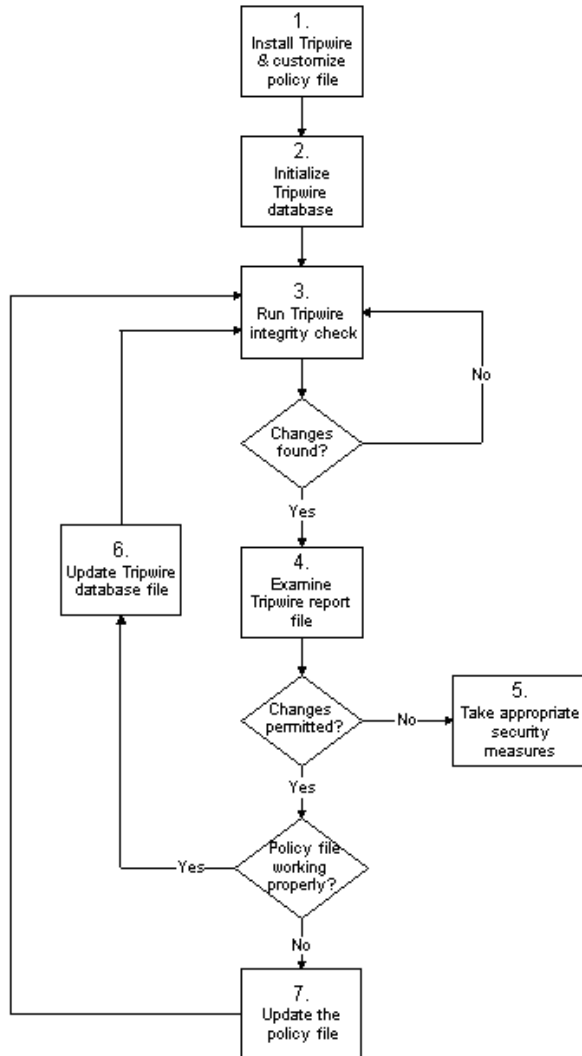 1.
Install Tripwire
& customize
policy file
2.
Initialize
Tripwire
database
3.
Run Tripwire
integrity check
No
Changes
found?
Yes
6.
Update Tripwire
database file
4.
Examine
Tripwire report
file
Changes
permitted?
No
5.
Take appropriate
security
measures
Yes
Policy file
working
properly?
Yes
No
7.
Update the
policy file